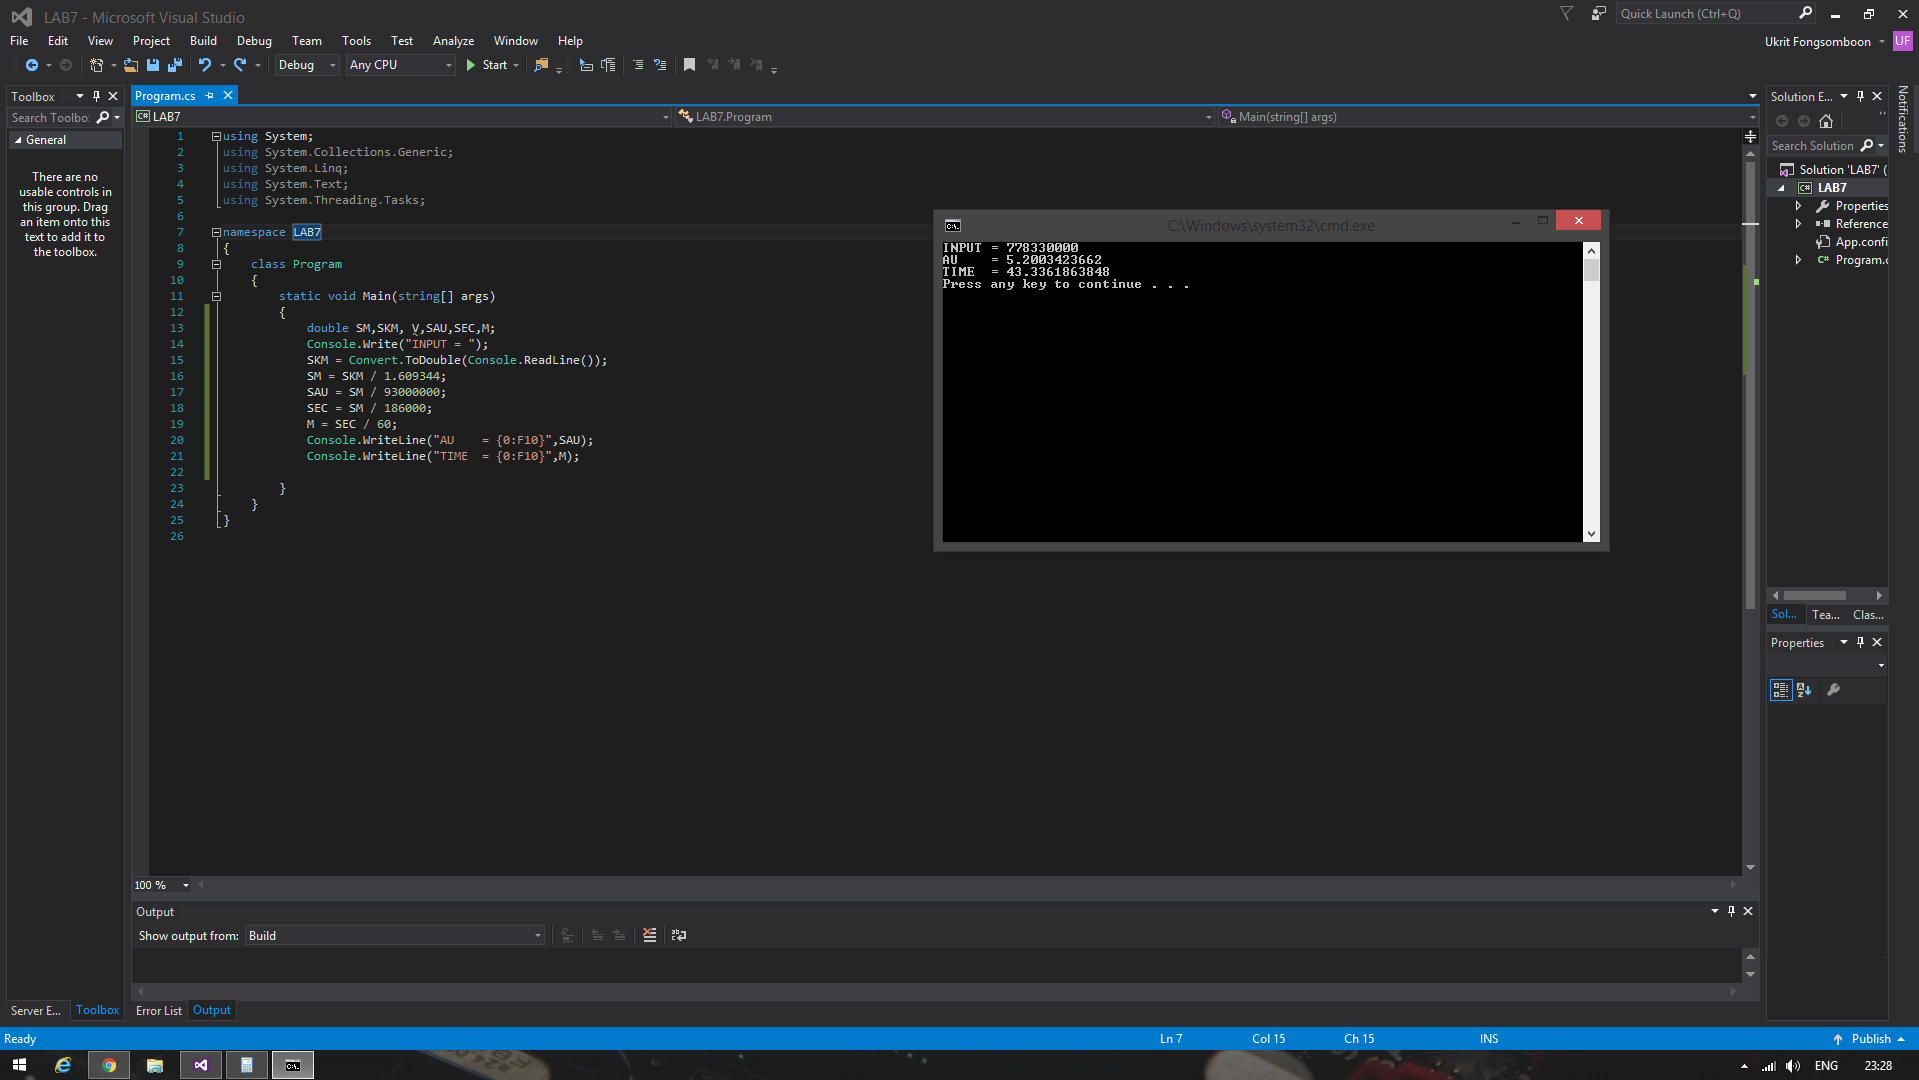 LAB7 - Microsoft Visual Studio
Quick Launch (Ctrl+Q)
File Edit View Project Build Debug Team Tools Test Analyze Window Help
Ukrit Fongsomboon UF
Debug Any CPU Start
Toolbox
Search Toolbo
General
There are no
usable controls in
this group. Drag
an item onto this
text to add it to
the toolbox.
Program.cs
LAB7 LAB7.Program Main(string[] args)
1 using System;
2 using System.Collections.Generic;
3 using System.Linq;
4 using System.Text;
5 using System.Threading.Tasks;
6
7 namespace LAB7
8 {
9 class Program
10 {
11 static void Main(string[] args)
12 {
13 double SM,SKM, V,SAU,SEC,M;
14 Console.Write("INPUT = ");
15 SKM = Convert.ToDouble(Console.ReadLine());
16 SM = SKM / 1.609344;
17 SAU = SM / 93000000;
18 SEC = SM / 186000;
19 M = SEC / 60;
20 Console.WriteLine("AU    = {0:F10}",SAU);
21 Console.WriteLine("TIME  = {0:F10}",M);
22
23 }
24 }
25 }
26
C:\Windows\system32\cmd.exe
INPUT = 778330000
AU    = 5.2003423662
TIME  = 43.3361863848
Press any key to continue . . .
Solution E...
Search Solution
Solution 'LAB7' (
LAB7
Properties
Reference
App.confi
Program.c
Sol... Tea... Clas...
Properties
Notifications
100 %
Output
Show output from: Build
Server E... Toolbox Error List Output
Ready Ln 7 Col 15 Ch 15 INS Publish
ENG 23:28